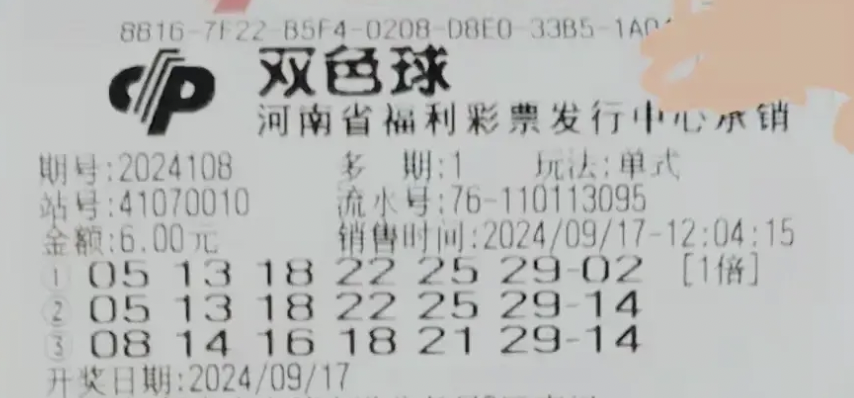 8B16-7F22-B5F4-0208-D8E0-33B5-1A0
双色球
河南省福利彩票发行中心承销
期号:2024108 多 期:1 玩法:单式
站号:41070010 流水号:76-110113095
金额:6.00元 销售时间:2024/09/17-12:04:15
① 05 13 18 22 25 29-02 [1倍]
② 05 13 18 22 25 29-14
③ 08 14 16 18 21 29-14
开奖日期:2024/09/17